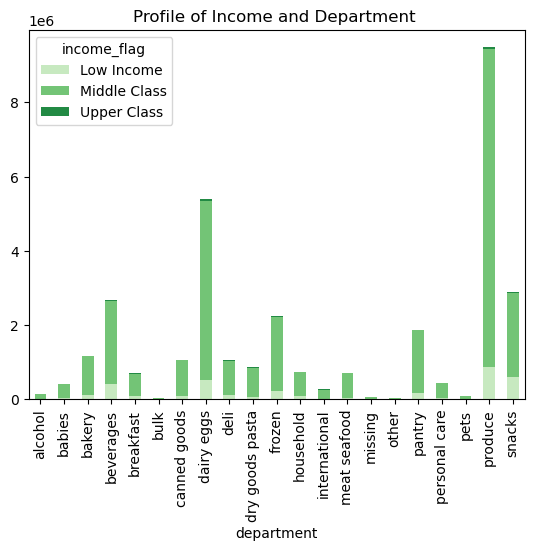 Profile of Income and Department
1e6
income_flag
Low Income
Middle Class
Upper Class
8
6
4
2
0
alcohol
babies
bakery
beverages
breakfast
bulk
canned goods
dairy eggs
deli
dry goods pasta
frozen
household
international
meat seafood
missing
other
pantry
personal care
pets
produce
snacks
department